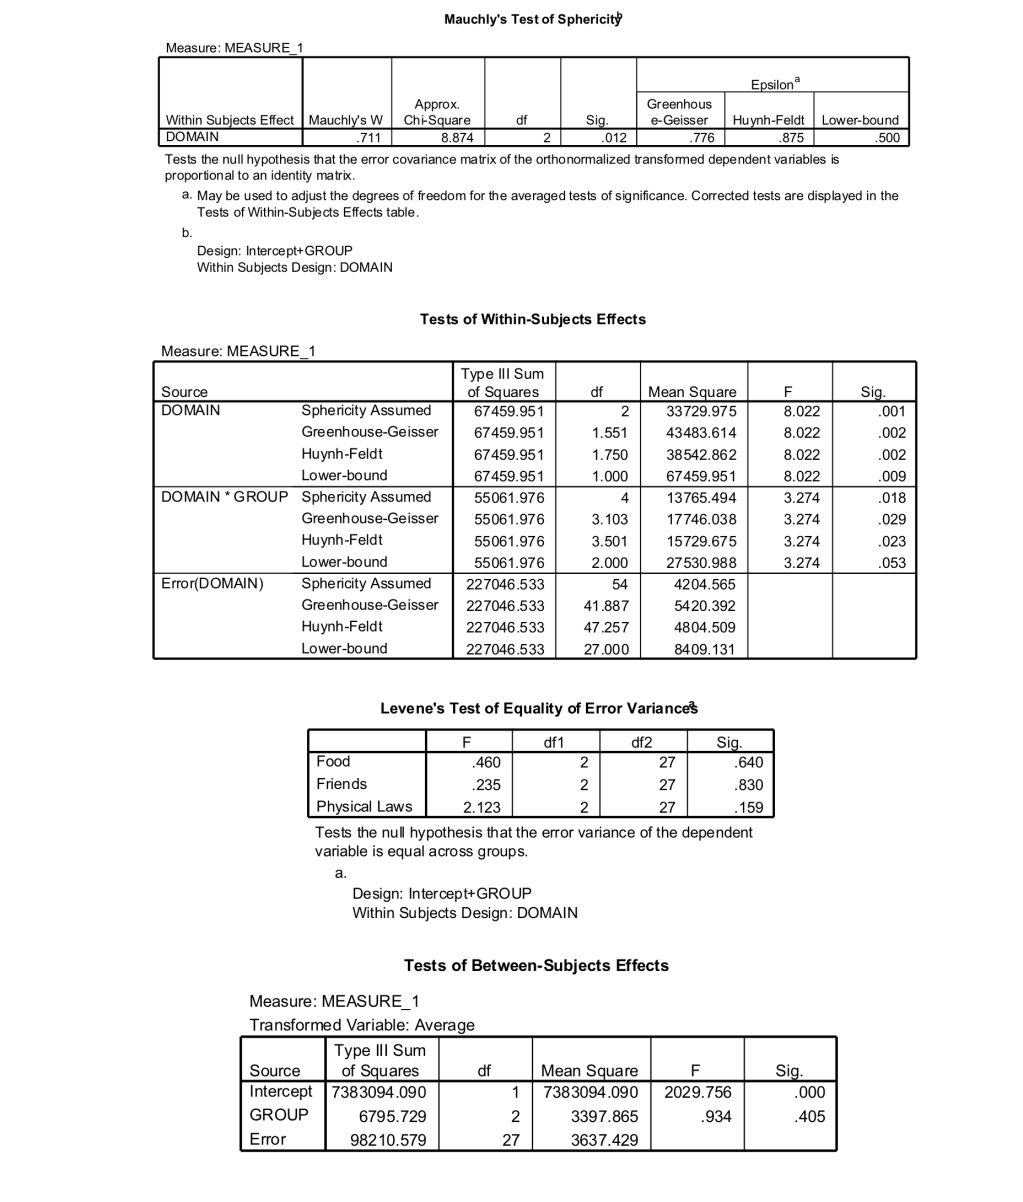 Mauchly's Test of Sphericity b
Measure: MEASURE_1
Epsilon a
Within Subjects Effect Mauchly's W Approx. Chi-Square df Sig. Greenhous e-Geisser Huynh-Feldt Lower-bound
DOMAIN .711 8.874 2 .012 .776 .875 .500
Tests the null hypothesis that the error covariance matrix of the orthonormalized transformed dependent variables is
proportional to an identity matrix.
a. May be used to adjust the degrees of freedom for the averaged tests of significance. Corrected tests are displayed in the
Tests of Within-Subjects Effects table.
b.
Design: Intercept+GROUP
Within Subjects Design: DOMAIN
Tests of Within-Subjects Effects
Measure: MEASURE_1
Source Type III Sum of Squares df Mean Square F Sig.
DOMAIN Sphericity Assumed 67459.951 2 33729.975 8.022 .001
Greenhouse-Geisser 67459.951 1.551 43483.614 8.022 .002
Huynh-Feldt 67459.951 1.750 38542.862 8.022 .002
Lower-bound 67459.951 1.000 67459.951 8.022 .009
DOMAIN * GROUP Sphericity Assumed 55061.976 4 13765.494 3.274 .018
Greenhouse-Geisser 55061.976 3.103 17746.038 3.274 .029
Huynh-Feldt 55061.976 3.501 15729.675 3.274 .023
Lower-bound 55061.976 2.000 27530.988 3.274 .053
Error(DOMAIN) Sphericity Assumed 227046.533 54 4204.565
Greenhouse-Geisser 227046.533 41.887 5420.392
Huynh-Feldt 227046.533 47.257 4804.509
Lower-bound 227046.533 27.000 8409.131
Levene's Test of Equality of Error Variances a
F df1 df2 Sig.
Food .460 2 27 .640
Friends .235 2 27 .830
Physical Laws 2.123 2 27 .159
Tests the null hypothesis that the error variance of the dependent
variable is equal across groups.
a.
Design: Intercept+GROUP
Within Subjects Design: DOMAIN
Tests of Between-Subjects Effects
Measure: MEASURE_1
Transformed Variable: Average
Source Type III Sum of Squares df Mean Square F Sig.
Intercept 7383094.090 1 7383094.090 2029.756 .000
GROUP 6795.729 2 3397.865 .934 .405
Error 98210.579 27 3637.429